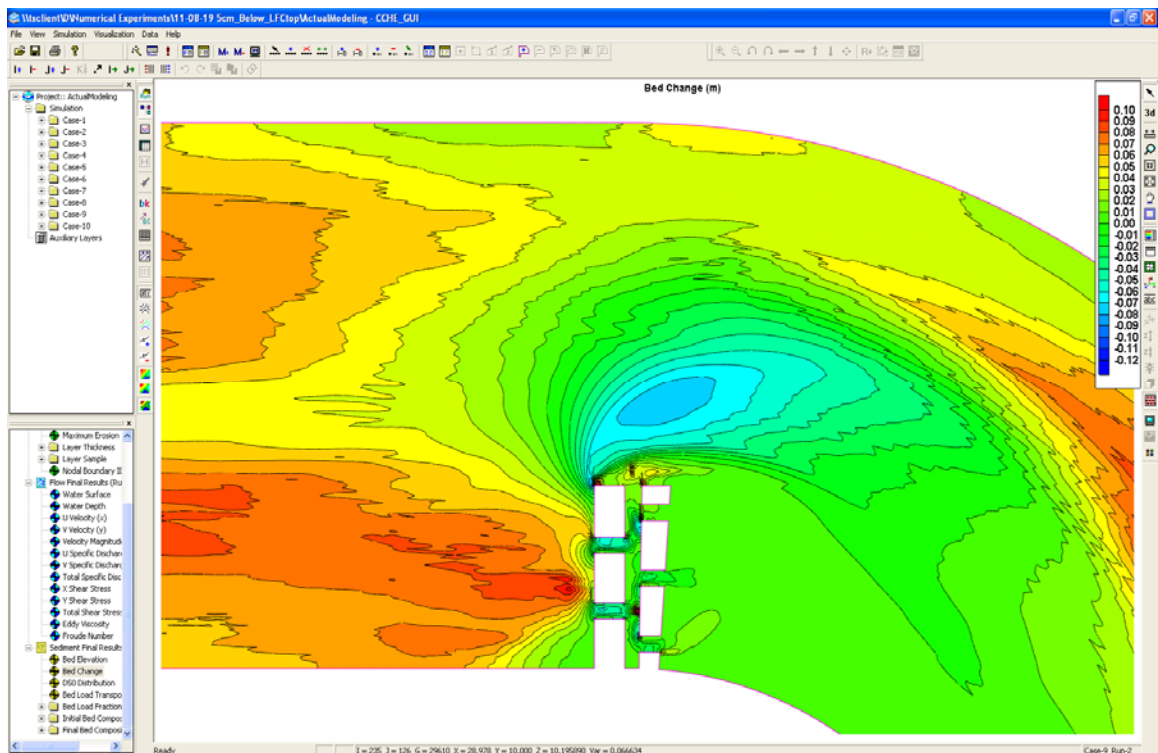 \\tsclient\D\Numerical Experiments\11-08-19 5cm_Below_LFCtop\ActualModeling - CCHE_GUI
File View Simulation Visualization Data Help
Project:: ActualModeling
Simulation
Case-1
Case-2
Case-3
Case-4
Case-5
Case-6
Case-7
Case-8
Case-9
Case-10
Auxiliary Layers
Maximum Erosion
Layer Thickness
Layer Sample
Nodal Boundary II
Flow Final Results (Ru
Water Surface
Water Depth
U Velocity (x)
V Velocity (y)
Velocity Magnitude
U Specific Dischar
V Specific Dischar
Total Specific Disc
X Shear Stress
Y Shear Stress
Total Shear Stress
Eddy Viscosity
Froude Number
Sediment Final Results
Bed Elevation
Bed Change
D50 Distribution
Bed Load Transpo
Bed Load Fraction
Initial Bed Compos
Final Bed Composi
Bed Change (m)
0.10
0.08
0.07
0.06
0.05
0.04
0.03
0.02
0.01
0.00
-0.01
-0.02
-0.03
-0.04
-0.05
-0.06
-0.07
-0.08
-0.09
-0.10
-0.11
-0.12
3d
abc
bk
Ready
I = 235, J = 126, G = 29610 X = 28.978, Y = 10.000 Z = 10.195890, Var = 0.066634
Case-9 Run-2